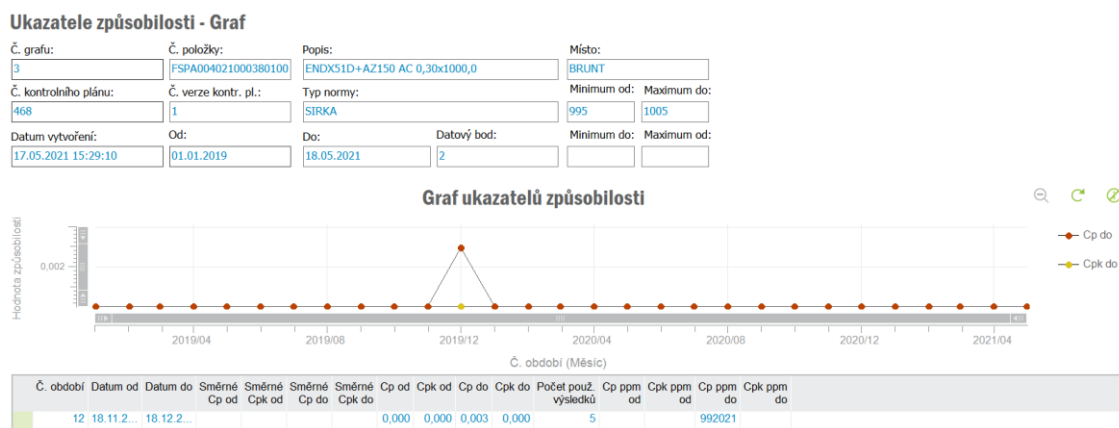 Ukazatele způsobilosti - Graf
Č. grafu: Č. položky: Popis: Místo:
3 FSPA004021000380100 ENDX51D+AZ150 AC 0,30x1000,0 BRUNT
Č. kontrolního plánu: Č. verze kontr. pl.: Typ normy: Minimum od: Maximum do:
468 1 SIRKA 995 1005
Datum vytvoření: Od: Do: Datový bod: Minimum do: Maximum od:
17.05.2021 15:29:10 01.01.2019 18.05.2021 2
Graf ukazatelů způsobilosti
Hodnota způsobilosti
Cp do
0,002
Cpk do
2019/04 2019/08 2019/12 2020/04 2020/08 2020/12 2021/04
Č. období (Měsíc)
Č. období Datum od Datum do Směrné Směrné Směrné Směrné Cp od Cpk od Cp do Cpk do Počet použ. Cp ppm Cpk ppm Cp ppm Cpk ppm
Cp od Cpk od Cp do Cpk do výsledků od od do do
12 18.11.2... 18.12.2... 0,000 0,000 0,003 0,000 5 992021